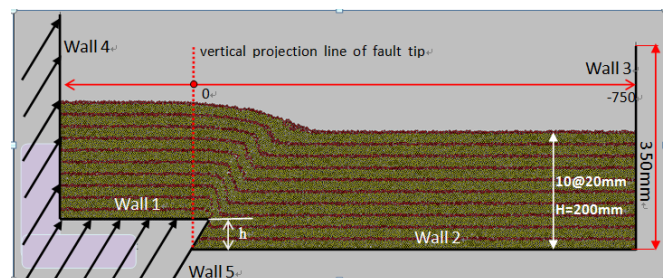 Wall 4
vertical projection line of fault tip
Wall 3
0
-750
350mm
10@20mm
H=200mm
Wall 1
h
Wall 2
Wall 5